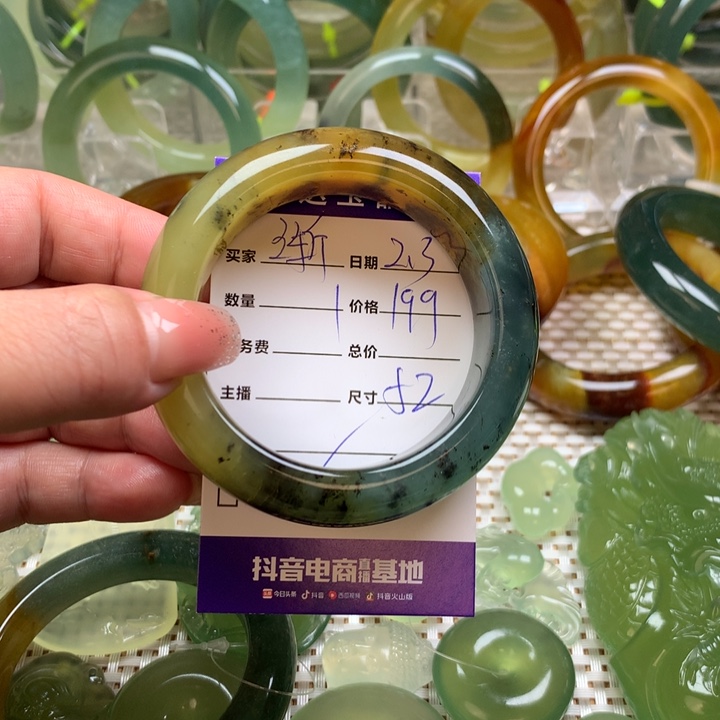 买家 日期 2.3
数量 1 价格 199
务费 总价
主播 尺寸 52
抖音电商直播基地
今日头条 抖音 西瓜视频 抖音火山版